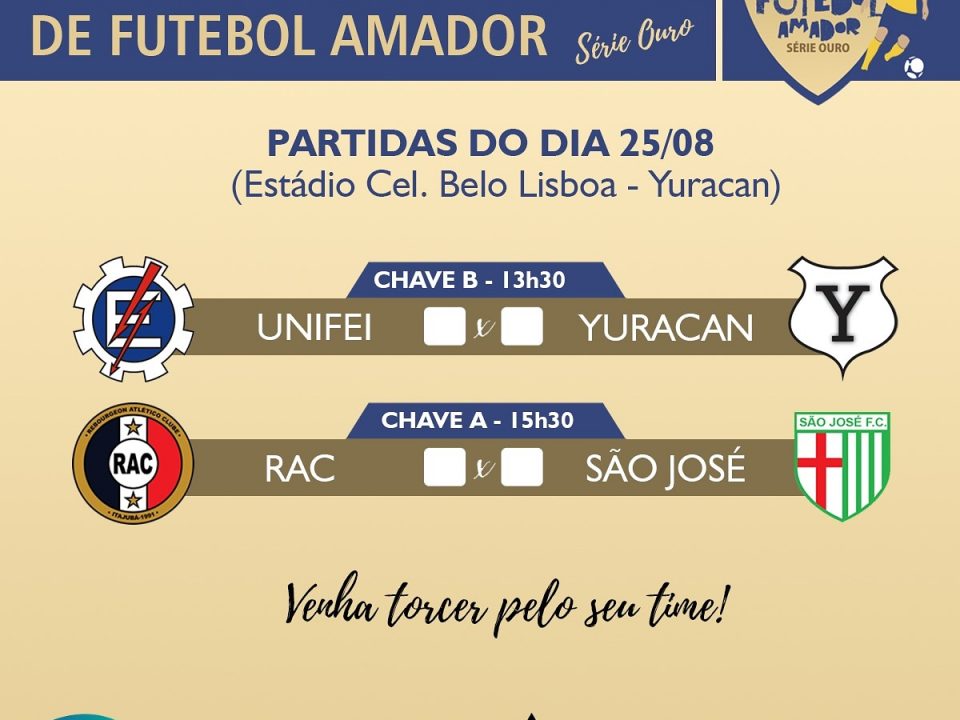 DE FUTEBOL AMADOR Série Ouro
FUTEBOL
AMADOR
SÉRIE OURO
PARTIDAS DO DIA 25/08
(Estádio Cel. Belo Lisboa - Yuracan)
CHAVE B - 13h30
E
UNIFEI x YURACAN
Y
CHAVE A - 15h30
REBOURGEON ATLÉTICO CLUBE
RAC
ITAJUBÁ-1991
RAC x SÃO JOSÉ
SÃO JOSÉ F.C.
Venha torcer pelo seu time!